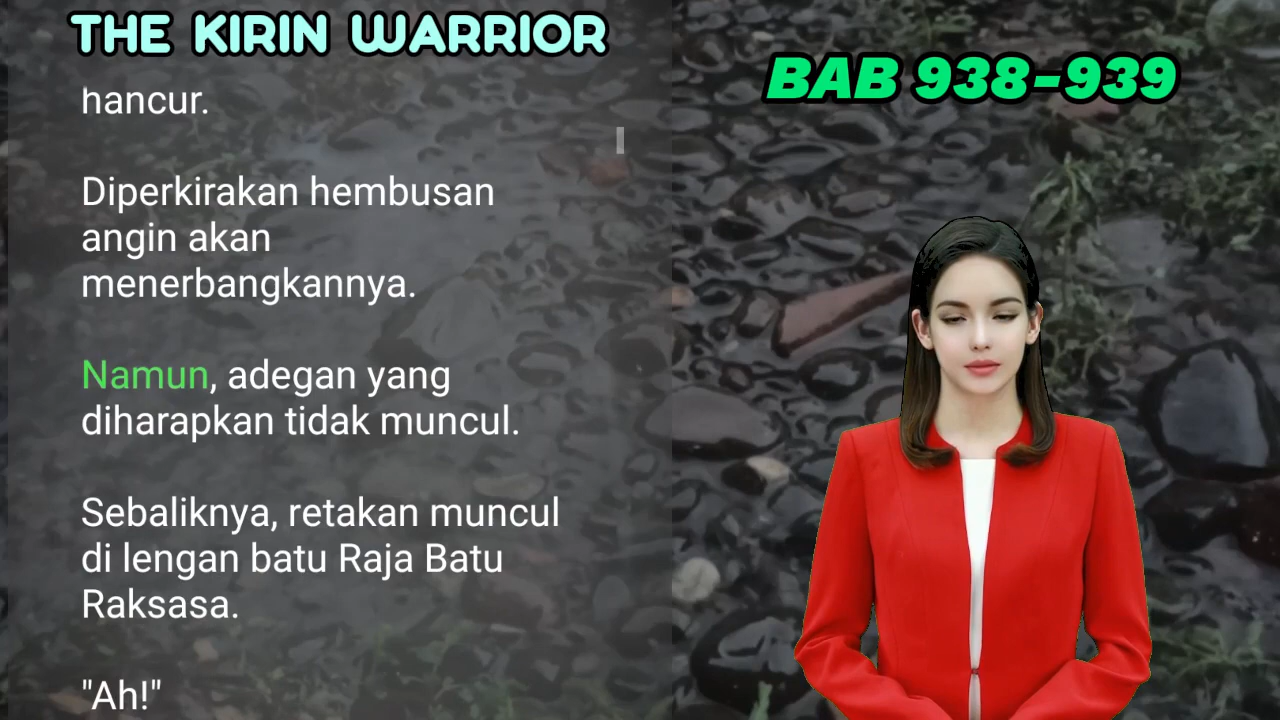 THE KIRIN WARRIOR
BAB 938-939
hancur.
Diperkirakan hembusan
angin akan
menerbangkannya.
Namun, adegan yang
diharapkan tidak muncul.
Sebaliknya, retakan muncul
di lengan batu Raja Batu
Raksasa.
"Ah!"